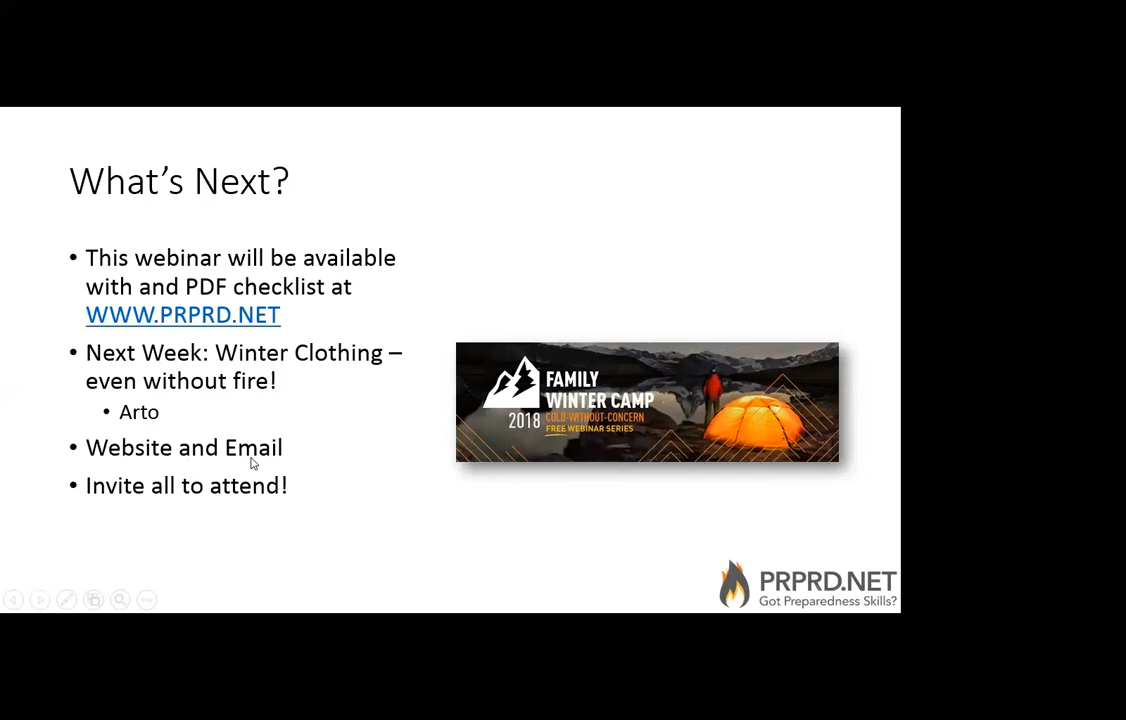 What's Next?
• This webinar will be available
with and PDF checklist at
WWW.PRPRD.NET
• Next Week: Winter Clothing –
even without fire!
• Arto
• Website and Email
• Invite all to attend!
FAMILY
WINTER CAMP
2018 COLD-WITHOUT-CONCERN
FREE WEBINAR SERIES
PRPRD.NET
Got Preparedness Skills?